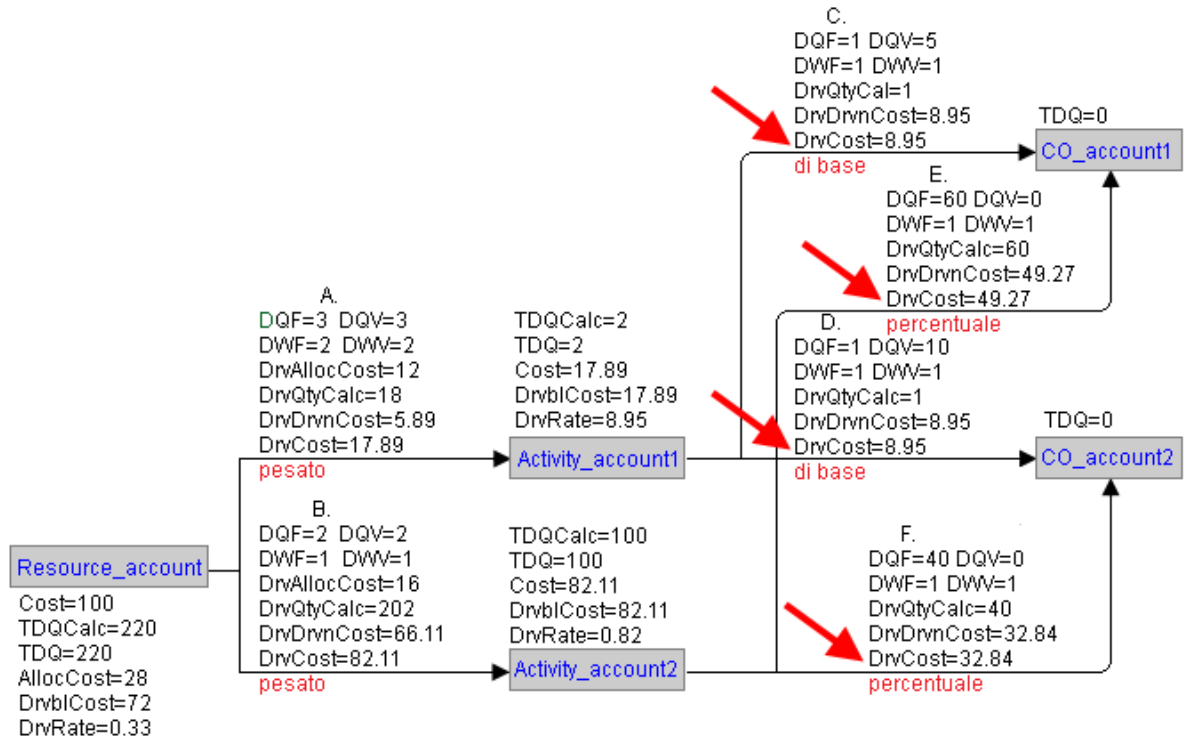 C.
DQF=1 DQV=5
DWF=1 DWV=1
DrvQtyCal=1
DrvDrvnCost=8.95
DrvCost=8.95
di base
TDQ=0
CO_account1
E.
DQF=60 DQV=0
DWF=1 DWV=1
DrvQtyCalc=60
DrvDrvnCost=49.27
DrvCost=49.27
percentuale
A.
DQF=3 DQV=3
DWF=2 DWV=2
DrvAllocCost=12
DrvQtyCalc=18
DrvDrvnCost=5.89
DrvCost=17.89
pesato
TDQCalc=2
TDQ=2
Cost=17.89
DrvblCost=17.89
DrvRate=8.95
Activity_account1
D.
DQF=1 DQV=10
DWF=1 DWV=1
DrvQtyCalc=1
DrvDrvnCost=8.95
DrvCost=8.95
di base
TDQ=0
CO_account2
B.
DQF=2 DQV=2
DWF=1 DWV=1
DrvAllocCost=16
DrvQtyCalc=202
DrvDrvnCost=66.11
DrvCost=82.11
pesato
TDQCalc=100
TDQ=100
Cost=82.11
DrvblCost=82.11
DrvRate=0.82
Activity_account2
F.
DQF=40 DQV=0
DWF=1 DWV=1
DrvQtyCalc=40
DrvDrvnCost=32.84
DrvCost=32.84
percentuale
Resource_account
Cost=100
TDQCalc=220
TDQ=220
AllocCost=28
DrvblCost=72
DrvRate=0.33